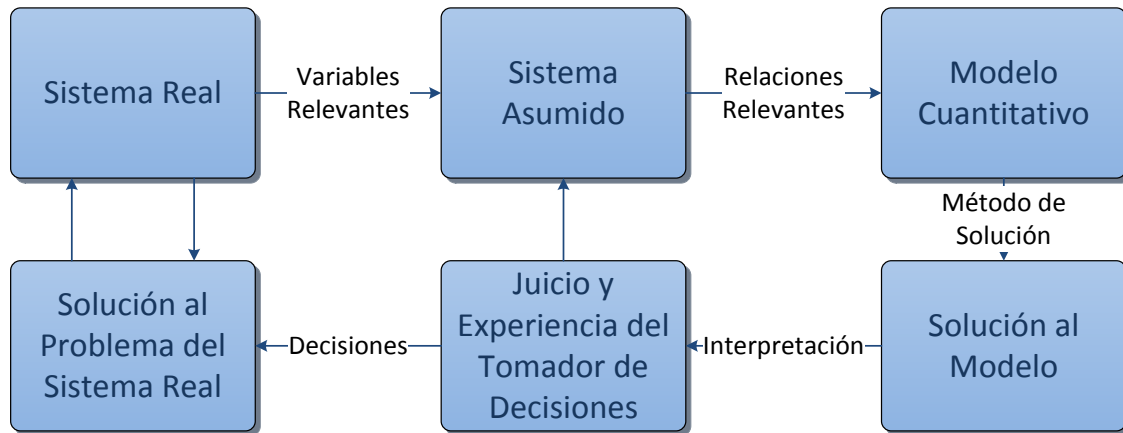 Sistema Real
Variables
Relevantes
Sistema
Asumido
Relaciones
Relevantes
Modelo
Cuantitativo
Método de
Solución
Solución al
Problema del
Sistema Real
Decisiones
Juicio y
Experiencia del
Tomador de
Decisiones
Interpretación
Solución al
Modelo